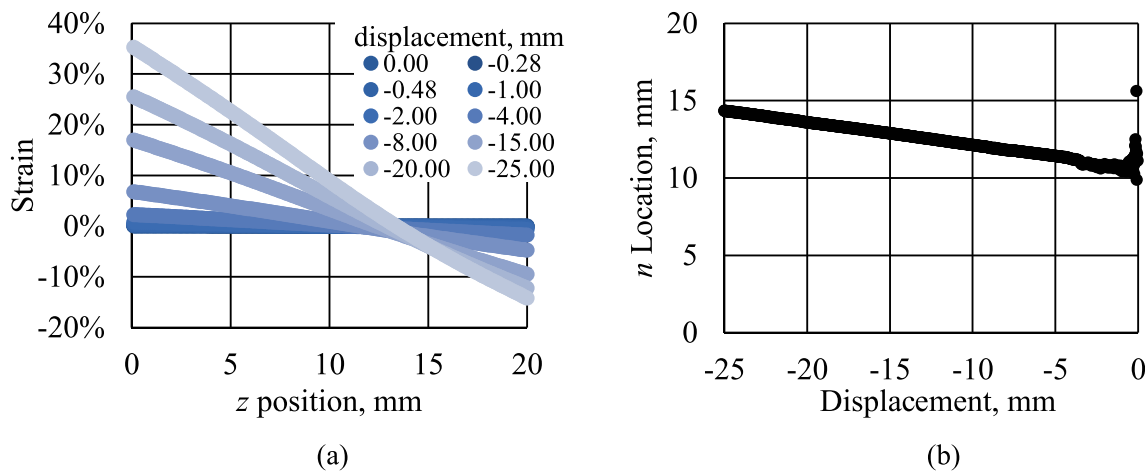 40%
30%
20%
10%
0%
-10%
-20%
Strain
displacement, mm
0.00 -0.28
-0.48 -1.00
-2.00 -4.00
-8.00 -15.00
-20.00 -25.00
0 5 10 15 20
z position, mm
(a)
20
15
10
5
0
n Location, mm
-25 -20 -15 -10 -5 0
Displacement, mm
(b)